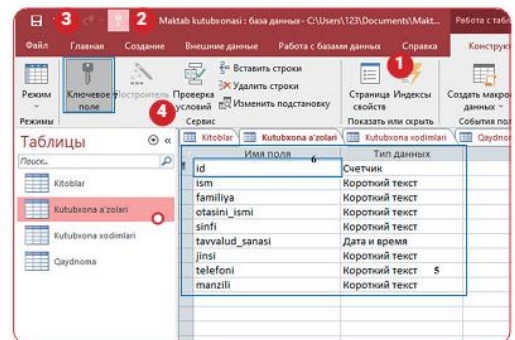 3 2 Maktab kutubxonasi : база данных- C:\Users\123\Documents\Makt... Работа с табл
Файл Главная Создание Внешние данные Работа с базами данных Справка Конструк
1
Режим Ключевое поле Построитель Проверка условий
Вставить строки
Удалить строки
Изменить подстановку
Страница свойств Индексы Создать макро данных
4
Режимы Сервис Показать или скрыть События пол
Таблицы «
Поиск...
Kitoblar
Kutubxona a'zolari
Kutubxona xodimlari
Qaydnoma
Kitoblar Kutubxona a'zolari Kutubxona xodimlari Qaydnor
Имя поля 6 Тип данных
id Счетчик
ism Короткий текст
familiya Короткий текст
otasini_ismi Короткий текст
sinfi Короткий текст
tavvalud_sanasi Дата и время
jinsi Короткий текст
telefoni Короткий текст 5
manzili Короткий текст